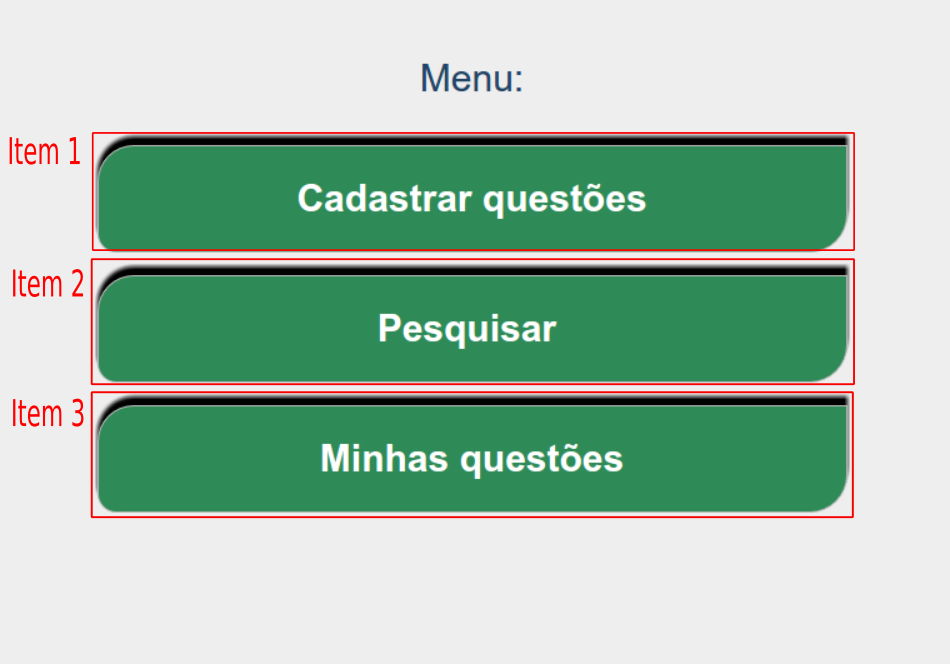 Menu:
Item 1
Cadastrar questões
Item 2
Pesquisar
Item 3
Minhas questões